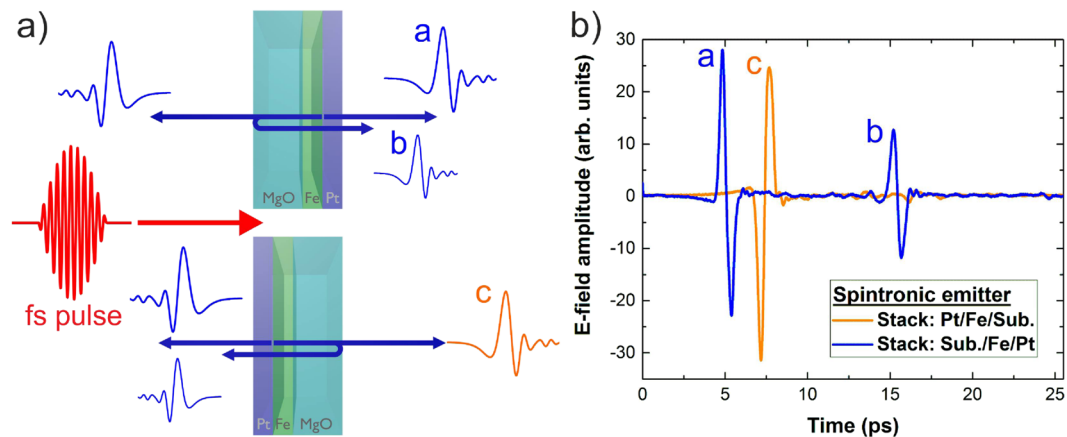 a)
a
b
MgO Fe Pt
fs pulse
c
Pt Fe MgO
b)
E-field amplitude (arb. units)
30
20
10
0
-10
-20
-30
a
c
b
Spintronic emitter
Stack: Pt/Fe/Sub.
Stack: Sub./Fe/Pt
0 5 10 15 20 25
Time (ps)